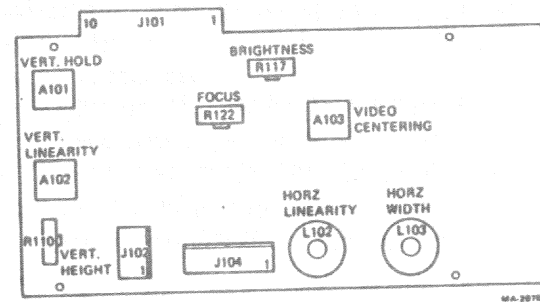 10 J101 1
BRIGHTNESS
VERT. HOLD
R117
A101
FOCUS
R122
A103
VIDEO
CENTERING
VERT.
LINEARITY
A102
HORZ
LINEARITY
HORZ
WIDTH
R110
VERT.
HEIGHT
J102
1
J104
1
L102
L103